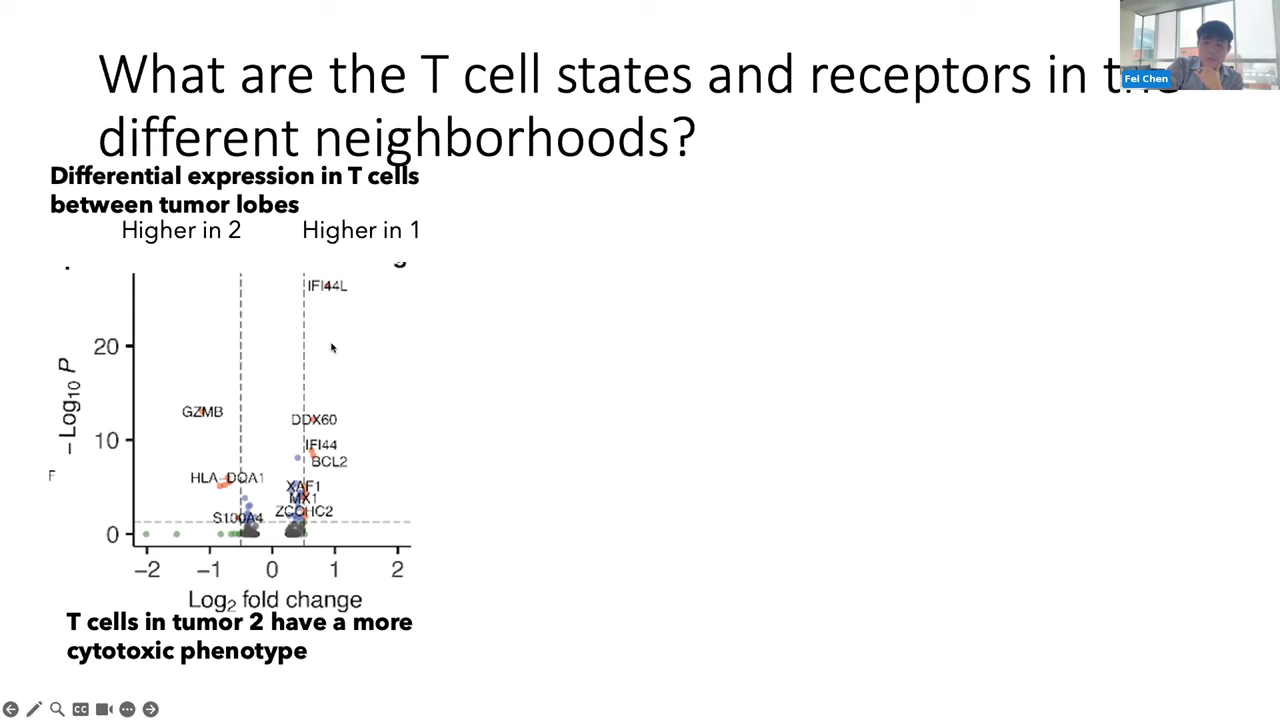 What are the T cell states and receptors in the
different neighborhoods?
Fei Chen
Differential expression in T cells
between tumor lobes
Higher in 2
Higher in 1
IFI44L
20
GZMB
DDX60
10
IFI44
BCL2
HLA-DQA1
XAF1
MX1
ZCCHC2
S100A4
0
−Log10 P
F
−2 −1 0 1 2
Log2 fold change
T cells in tumor 2 have a more
cytotoxic phenotype
CC